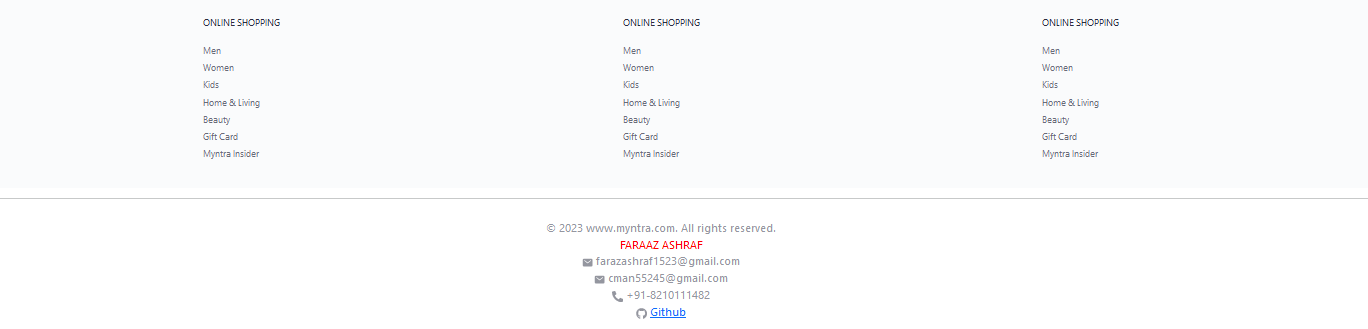 ONLINE SHOPPING
Men
Women
Kids
Home & Living
Beauty
Gift Card
Myntra Insider
ONLINE SHOPPING
Men
Women
Kids
Home & Living
Beauty
Gift Card
Myntra Insider
ONLINE SHOPPING
Men
Women
Kids
Home & Living
Beauty
Gift Card
Myntra Insider
© 2023 www.myntra.com. All rights reserved.
FARAAZ ASHRAF
farazashraf1523@gmail.com
cman55245@gmail.com
+91-8210111482
Github